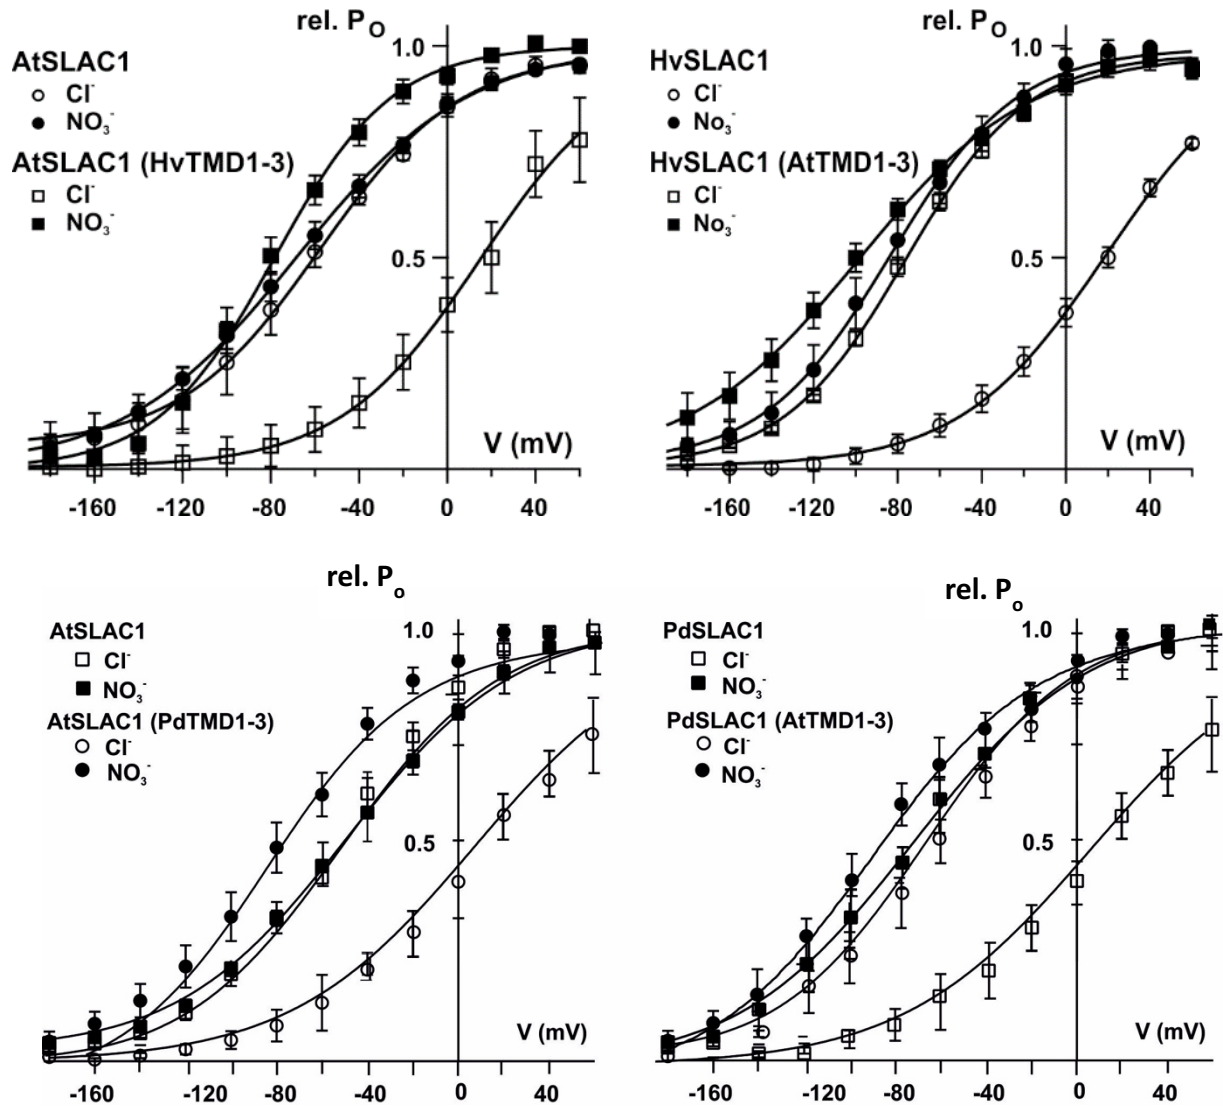 rel. Po
1.0
AtSLAC1
Cl⁻
NO₃⁻
AtSLAC1 (HvTMD1-3)
Cl⁻
NO₃⁻
0.5
V (mV)
-160 -120 -80 -40 0 40
rel. Po
1.0
HvSLAC1
Cl⁻
No₃⁻
HvSLAC1 (AtTMD1-3)
Cl⁻
No₃⁻
0.5
V (mV)
-160 -120 -80 -40 0 40
rel. Po
1.0
AtSLAC1
Cl⁻
NO₃⁻
AtSLAC1 (PdTMD1-3)
Cl⁻
NO₃⁻
0.5
V (mV)
-160 -120 -80 -40 0 40
rel. Po
1.0
PdSLAC1
Cl⁻
NO₃⁻
PdSLAC1 (AtTMD1-3)
Cl⁻
NO₃⁻
0.5
V (mV)
-160 -120 -80 -40 0 40